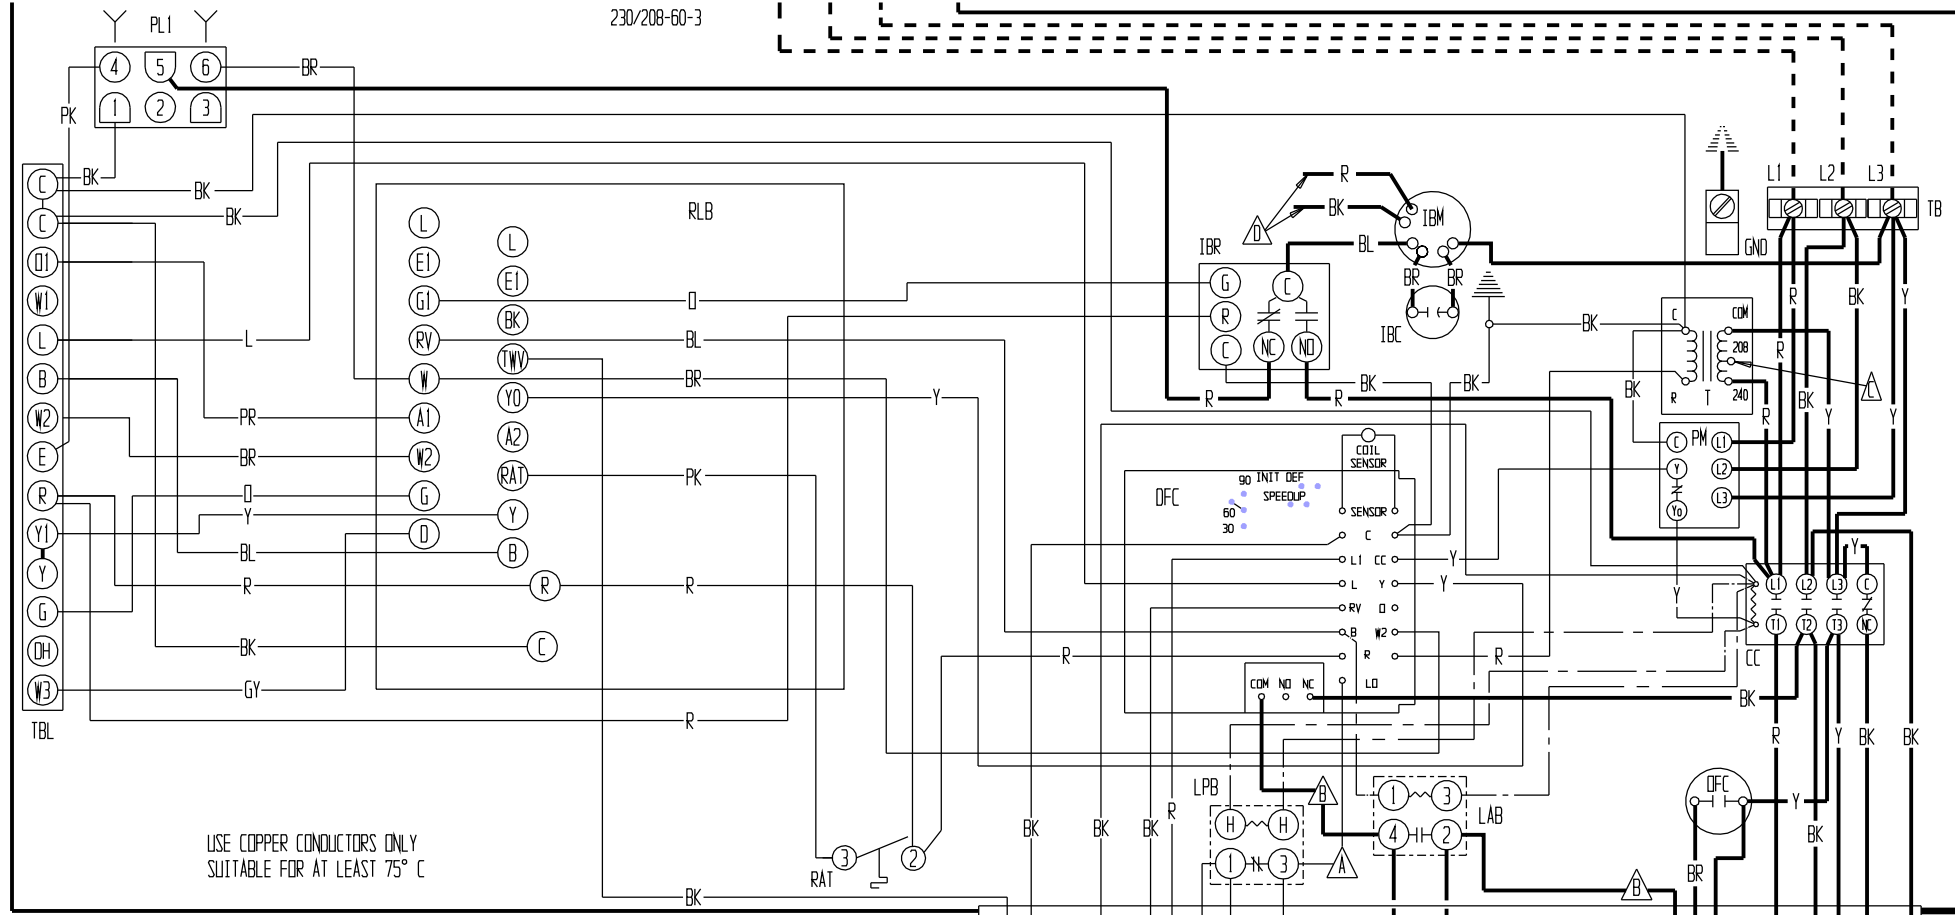 230/208-60-3
PL1
4 5 6
1 2 3
BR
PK
BK
BK
BK
C
C
O1
W1
L
B
W2
E
R
Y1
Y
G
OH
W3
TBL
L
PR
BR
O
Y
BL
R
BK
GY
RLB
L
E1
G1
RV
W
A1
W2
G
D
L
E1
BK
TWV
YO
A2
RAT
Y
B
R
C
O
BL
BR
Y
PK
R
R
BK
3
2
RAT
USE COPPER CONDUCTORS ONLY
SUITABLE FOR AT LEAST 75° C
D
R
BK
IBM
BL
BR
BR
IBC
IBR
G
R
C
C
NC NO
R
R
BK
BK
BK
BK
GND
L1 L2 L3
TB
R
BK
Y
C
COM
208
240
R
T
C
R
BK
Y
R
Y
PM
C
Y
Yo
L1
L2
L3
COIL
SENSOR
DFC
90 INIT DEF
SPEEDUP
60
30
SENSOR
C
L1 CC
L Y
RV O
B W2
R
LO
COM NO NC
Y
Y
Y
Y
R
R
BK
L1 L2 L3 C
T1 T2 T3 NC
CC
R
Y
BK
BK
LPB
H H
1 3
A
B
1 3
4 2
LAB
BK
BK
BK
R
B
OFC
Y
BR
BK